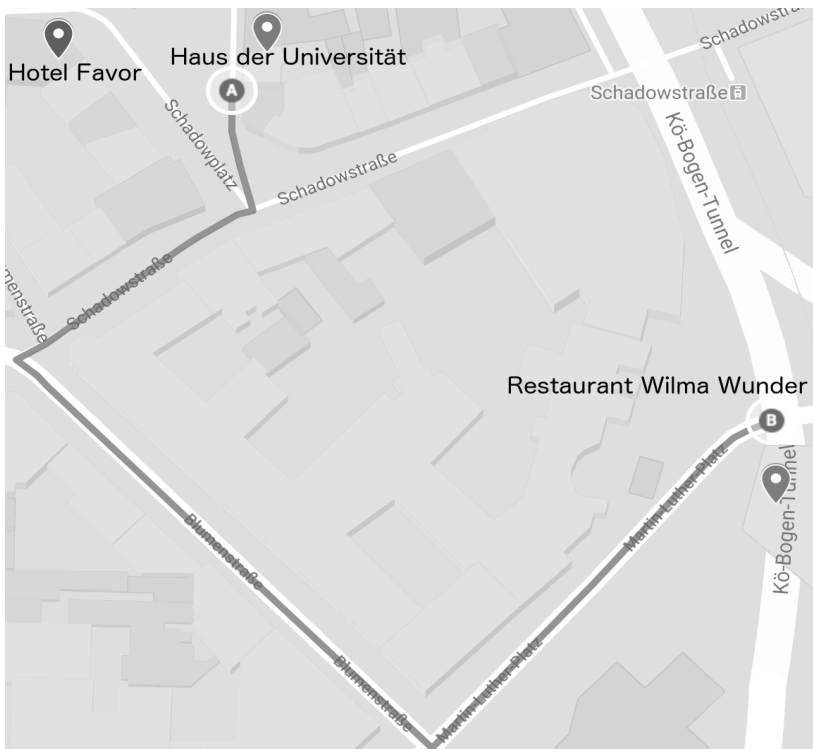 Schadowstraße
Haus der Universität
Hotel Favor
A
Schadowstraße
Schadowplatz
Kö-Bogen-Tunnel
Schadowstraße
Schadowstraße
menstraße
Restaurant Wilma Wunder
B
Martin-Luther-Platz
Kö-Bogen-Tunnel
Blumenstraße
Blumenstraße
Martin-Luther-Platz